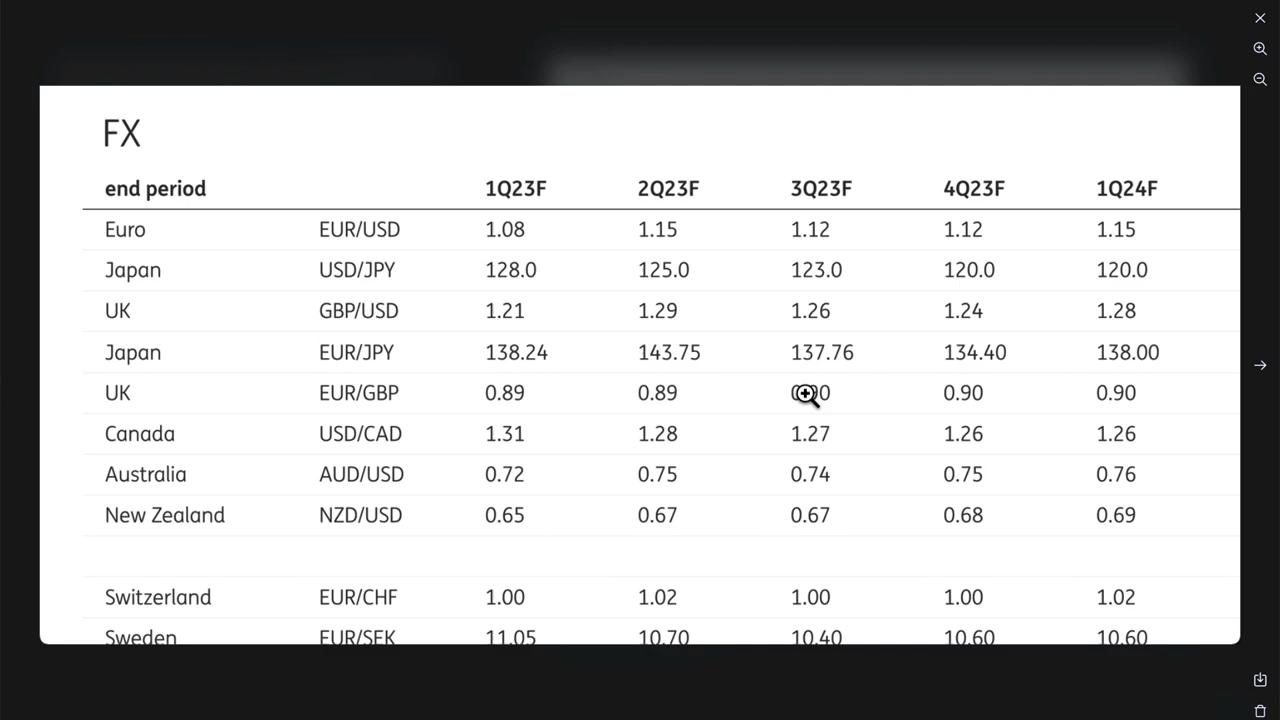 FX
end period 1Q23F 2Q23F 3Q23F 4Q23F 1Q24F
Euro EUR/USD 1.08 1.15 1.12 1.12 1.15
Japan USD/JPY 128.0 125.0 123.0 120.0 120.0
UK GBP/USD 1.21 1.29 1.26 1.24 1.28
Japan EUR/JPY 138.24 143.75 137.76 134.40 138.00
UK EUR/GBP 0.89 0.89 0.90 0.90
Canada USD/CAD 1.31 1.28 1.27 1.26 1.26
Australia AUD/USD 0.72 0.75 0.74 0.75 0.76
New Zealand NZD/USD 0.65 0.67 0.67 0.68 0.69
Switzerland EUR/CHF 1.00 1.02 1.00 1.00 1.02
Sweden EUR/SEK 11.05 10.70 10.40 10.60 10.60